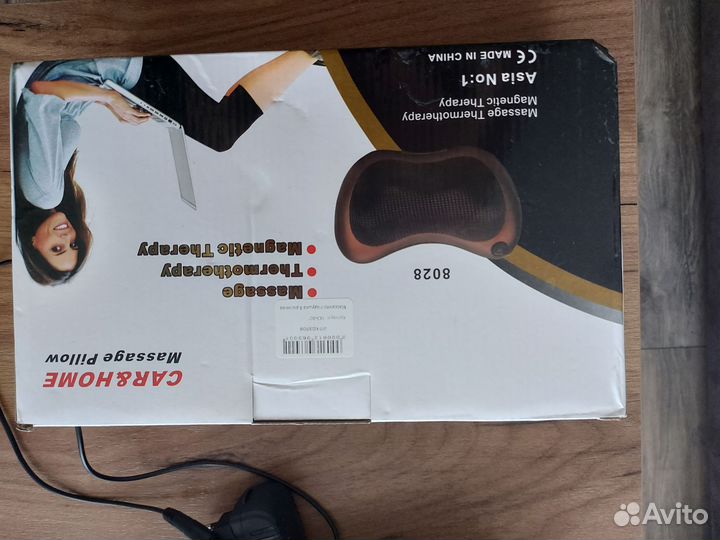 CAR&HOME
Massage Pillow
• Massage
• Thermotherapy
• Magnetic Therapy
8028
Massage Thermotherapy
Magnetic Therapy
Asia No:1
CE MADE IN CHINA
Avito